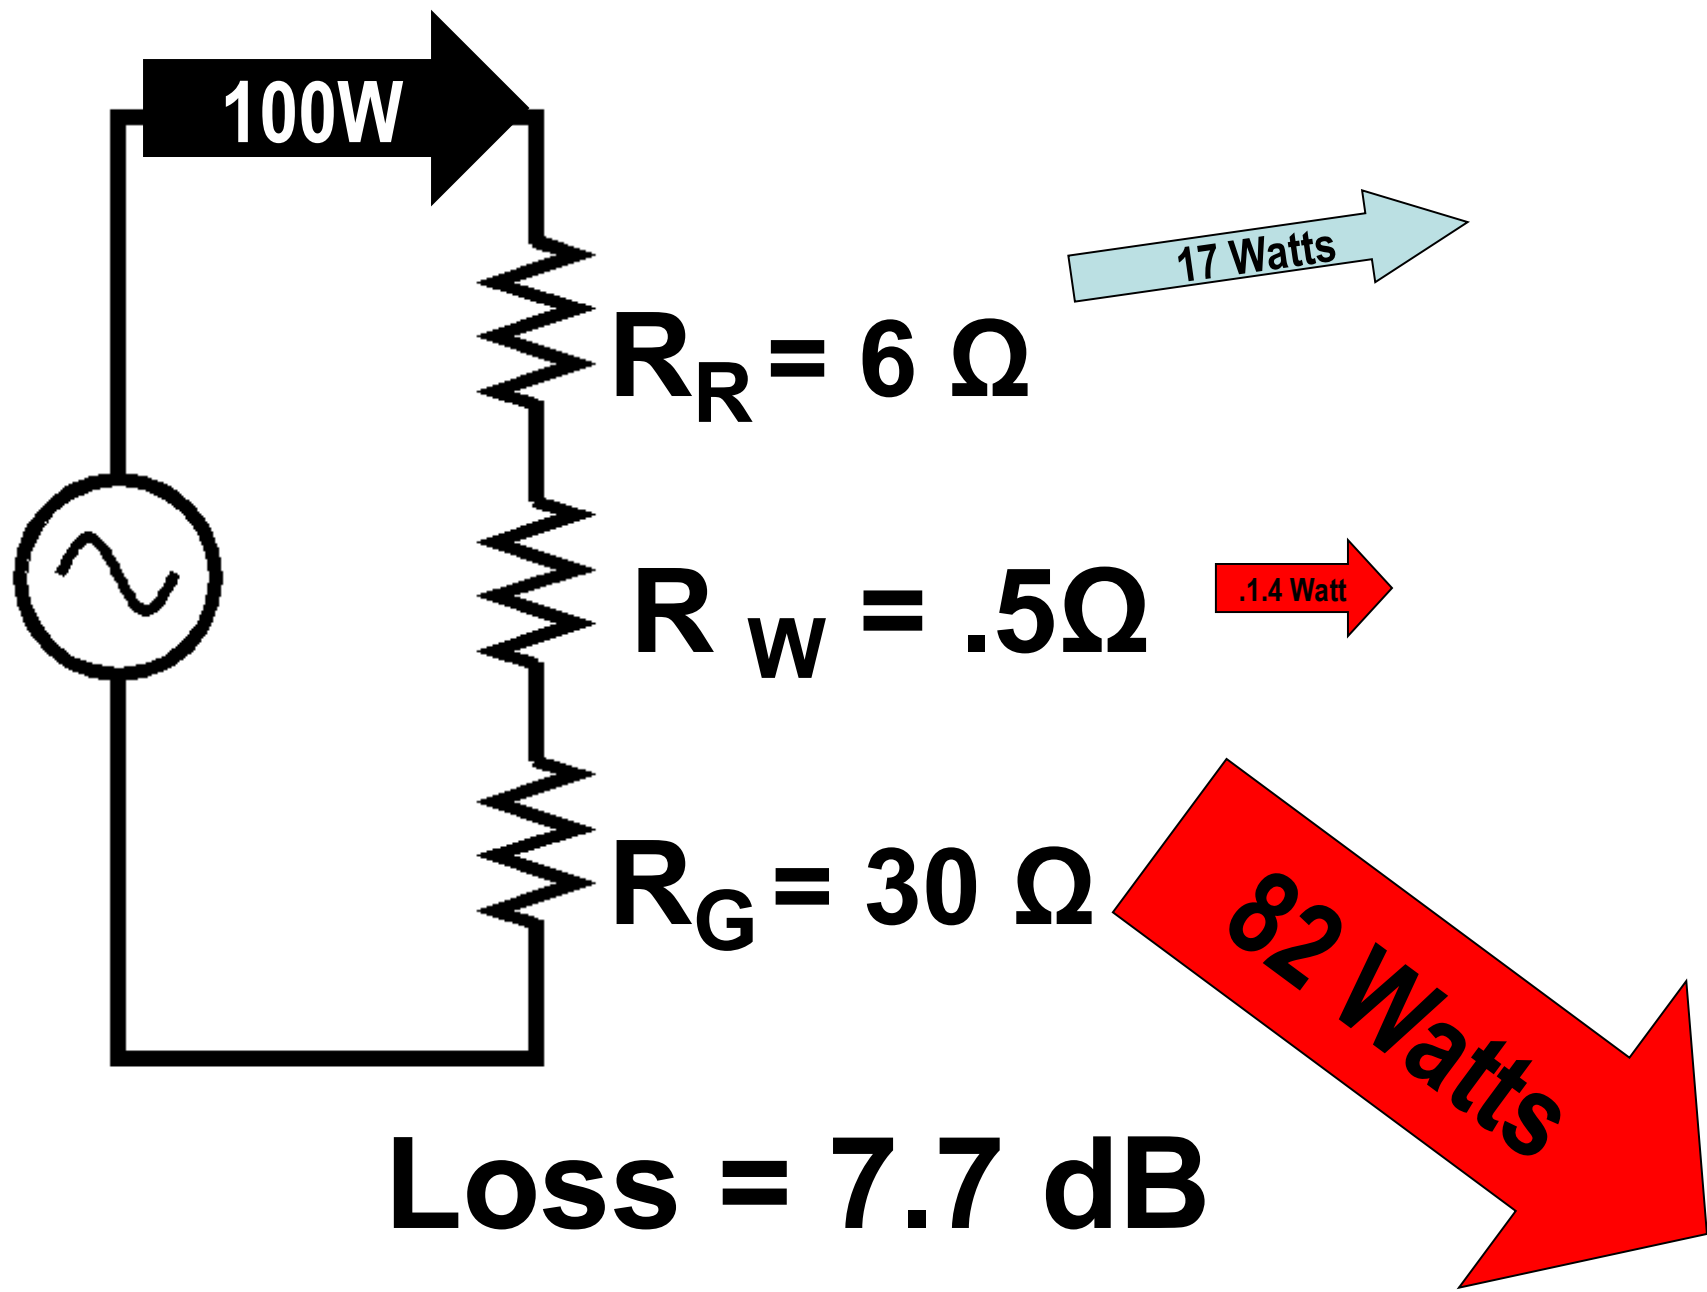 100W
17 Watts
RR = 6 Ω
.1.4 Watt
R W = .5Ω
RG = 30 Ω
82 Watts
Loss = 7.7 dB